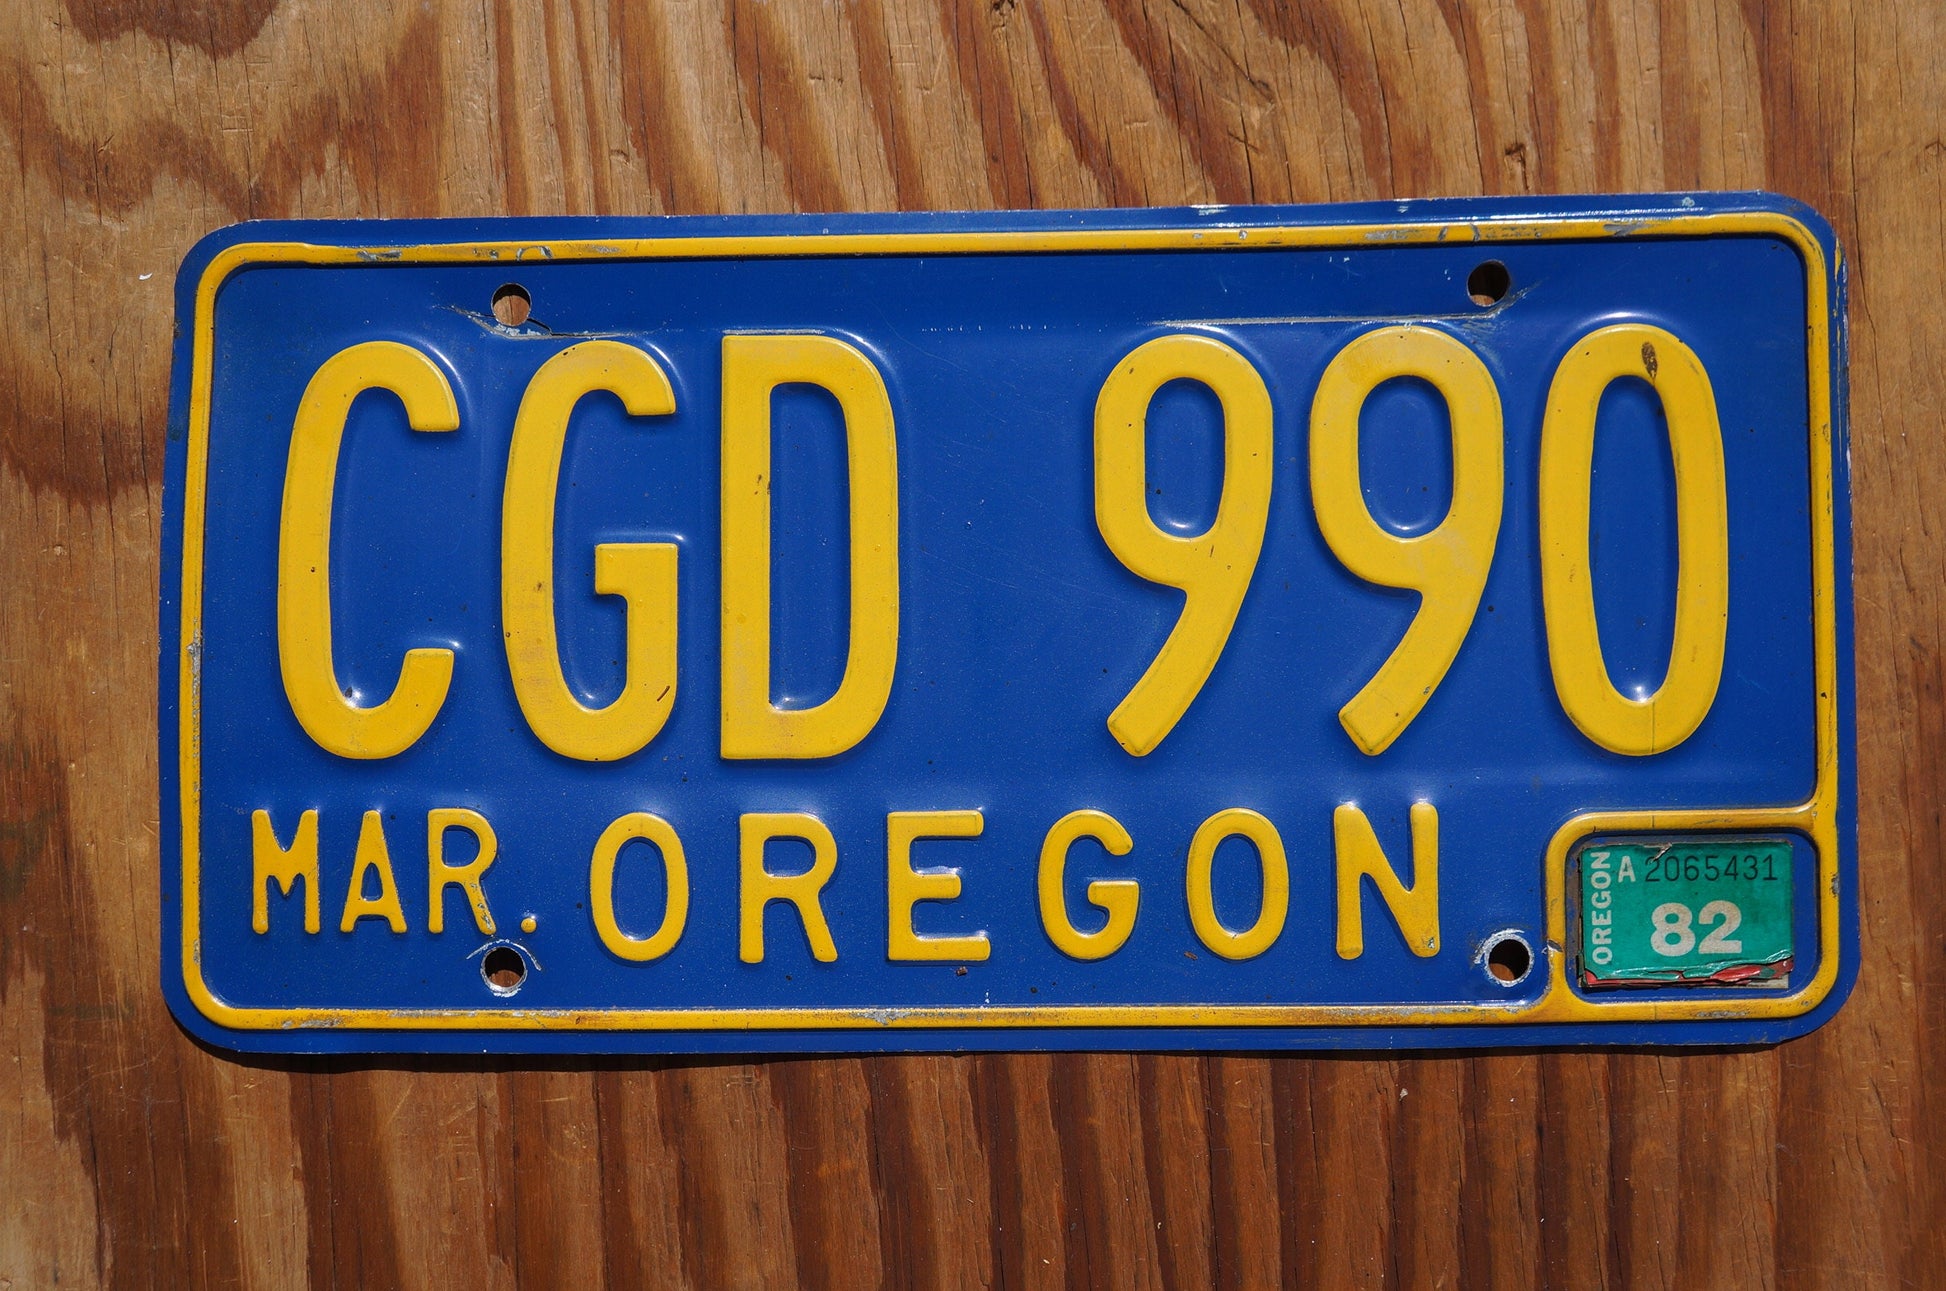 CGD 990
MAR. OREGON
OREGON
A 2065431
82